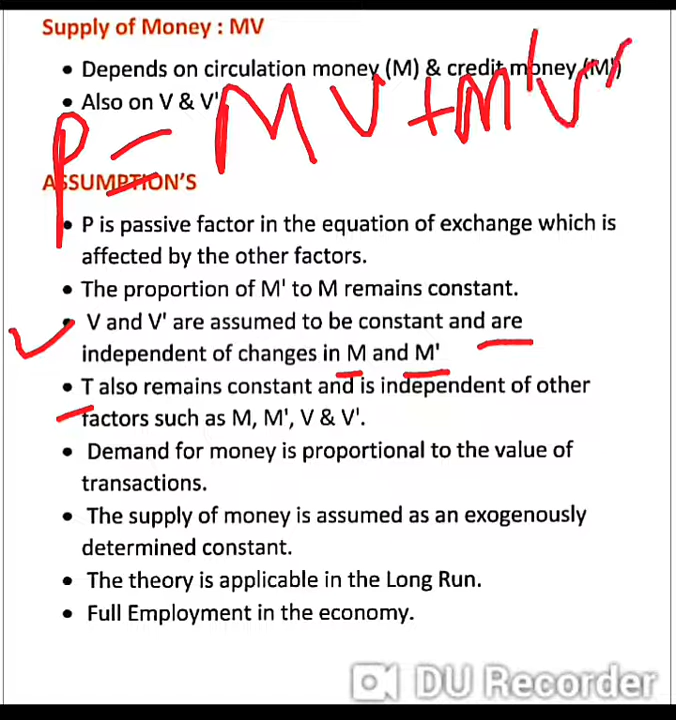 Supply of Money : MV
• Depends on circulation money (M) & credit money (M')
• Also on V & V'
P = MV + M'V'
ASSUMPTION'S
• P is passive factor in the equation of exchange which is
affected by the other factors.
• The proportion of M' to M remains constant.
• V and V' are assumed to be constant and are
independent of changes in M and M'
• T also remains constant and is independent of other
factors such as M, M', V & V'.
• Demand for money is proportional to the value of
transactions.
• The supply of money is assumed as an exogenously
determined constant.
• The theory is applicable in the Long Run.
• Full Employment in the economy.
DU Recorder